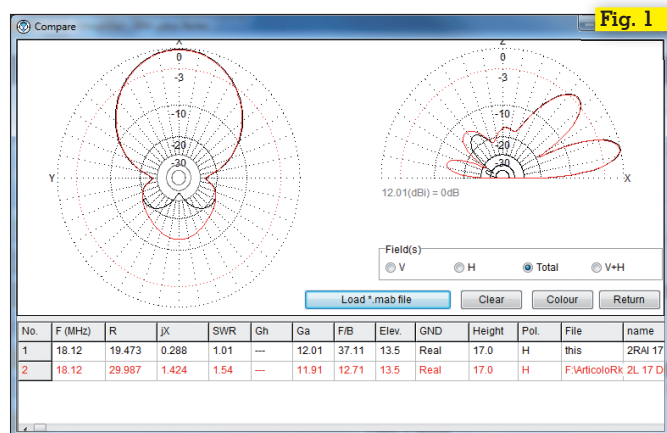 Fig. 1
Compare
X
0
-3
-10
-20
-30
Y
Z
0
-3
-10
-20
-30
X
12.01(dBi) = 0dB
Field(s)
V H Total V+H
Load *.mab file Clear Colour Return
No. F (MHz) R jX SWR Gh Ga F/B Elev. GND Height Pol. File name
1 18.12 19.473 0.288 1.01 --- 12.01 37.11 13.5 Real 17.0 H this 2RAI 17
2 18.12 29.987 1.424 1.54 --- 11.91 12.71 13.5 Real 17.0 H F:\ArticoloRk 2L 17 D